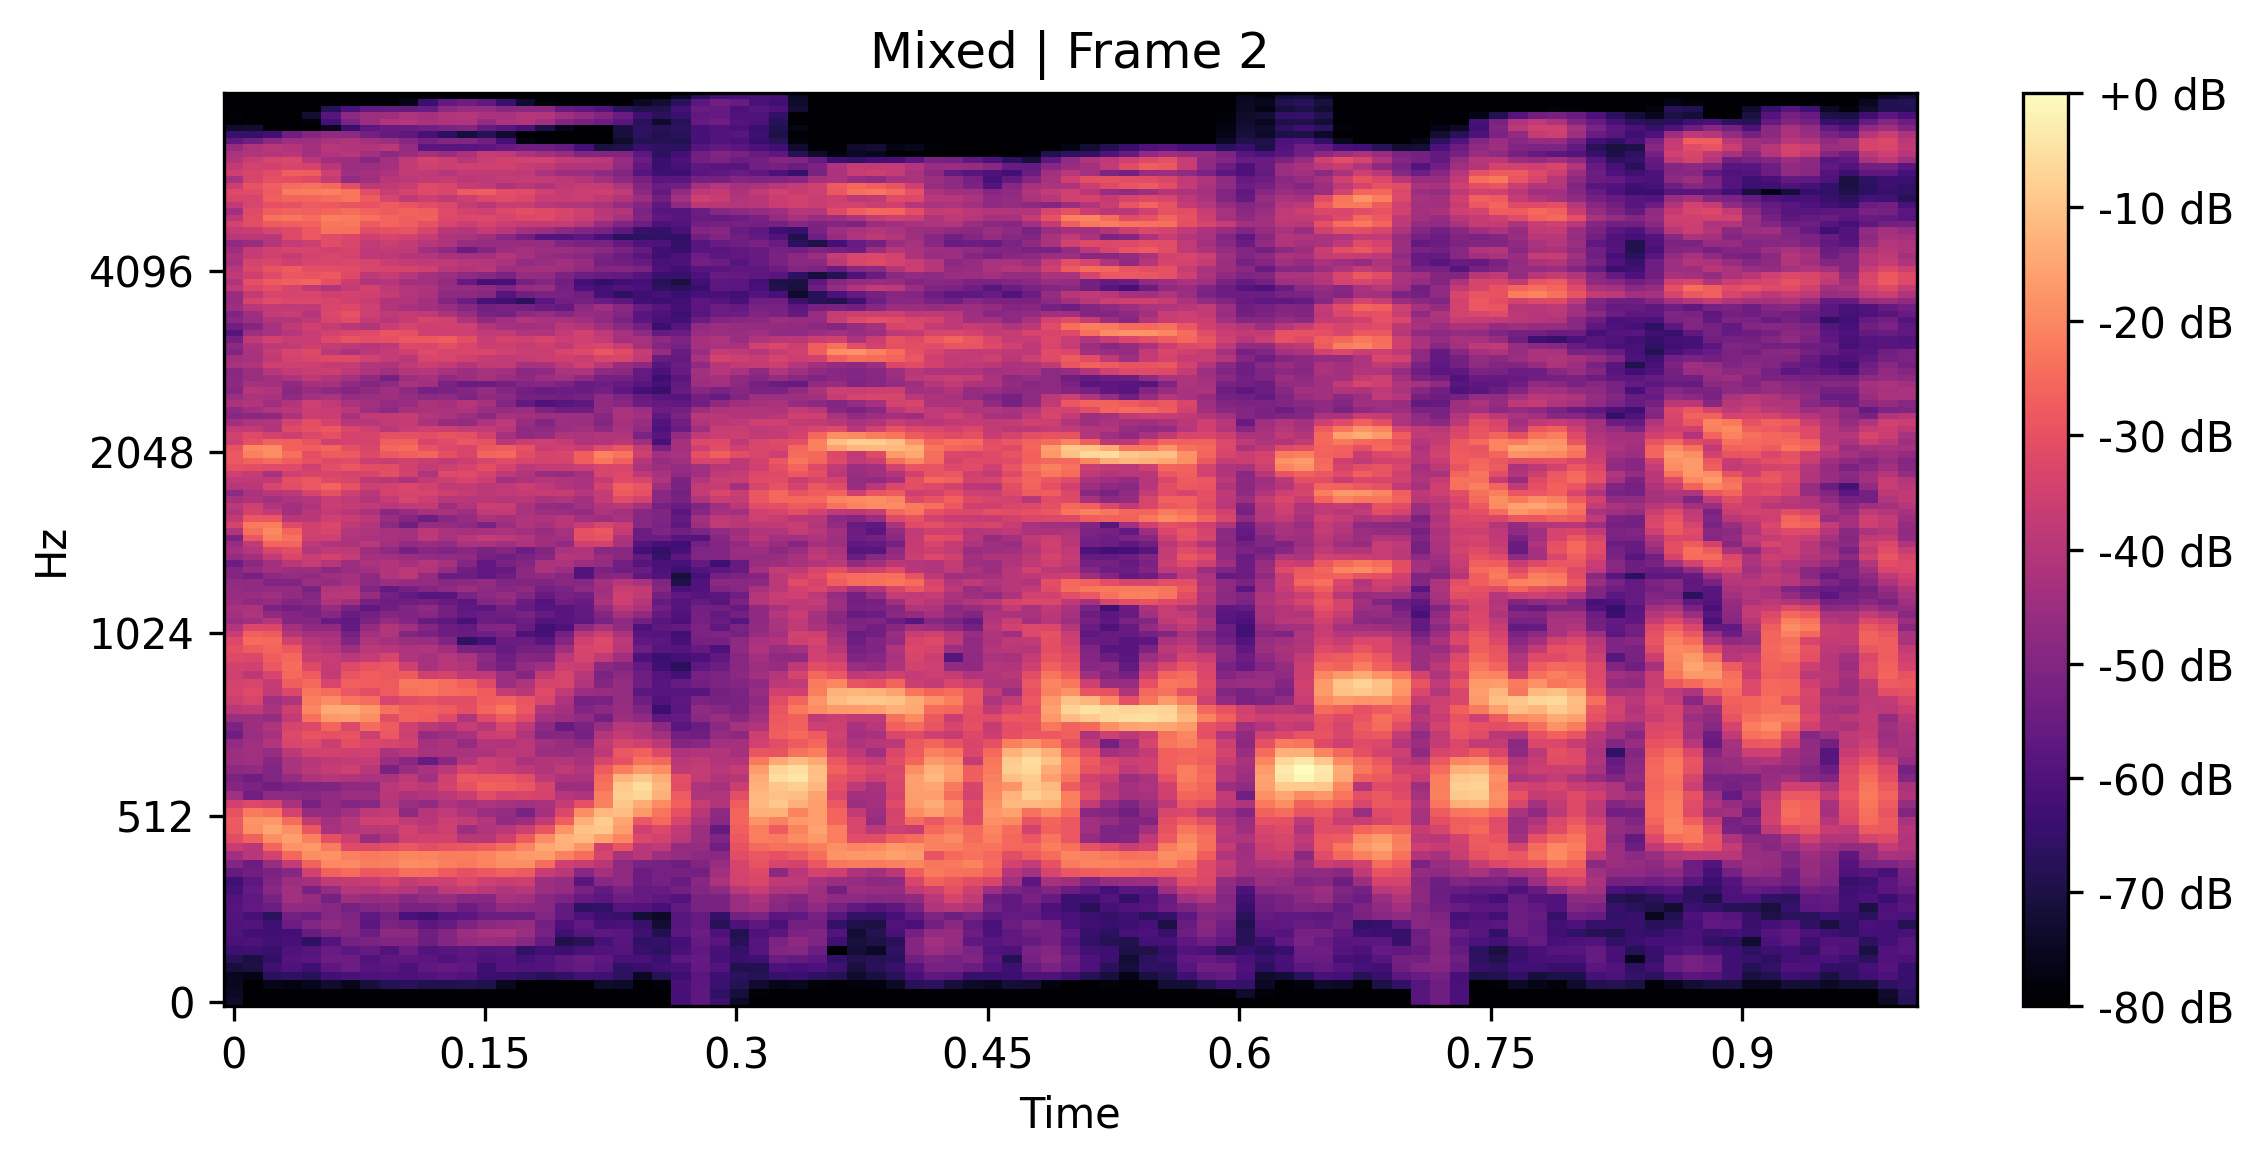 Mixed | Frame 2
+0 dB
-10 dB
-20 dB
-30 dB
-40 dB
-50 dB
-60 dB
-70 dB
-80 dB
Hz
4096
2048
1024
512
0
0 0.15 0.3 0.45 0.6 0.75 0.9
Time